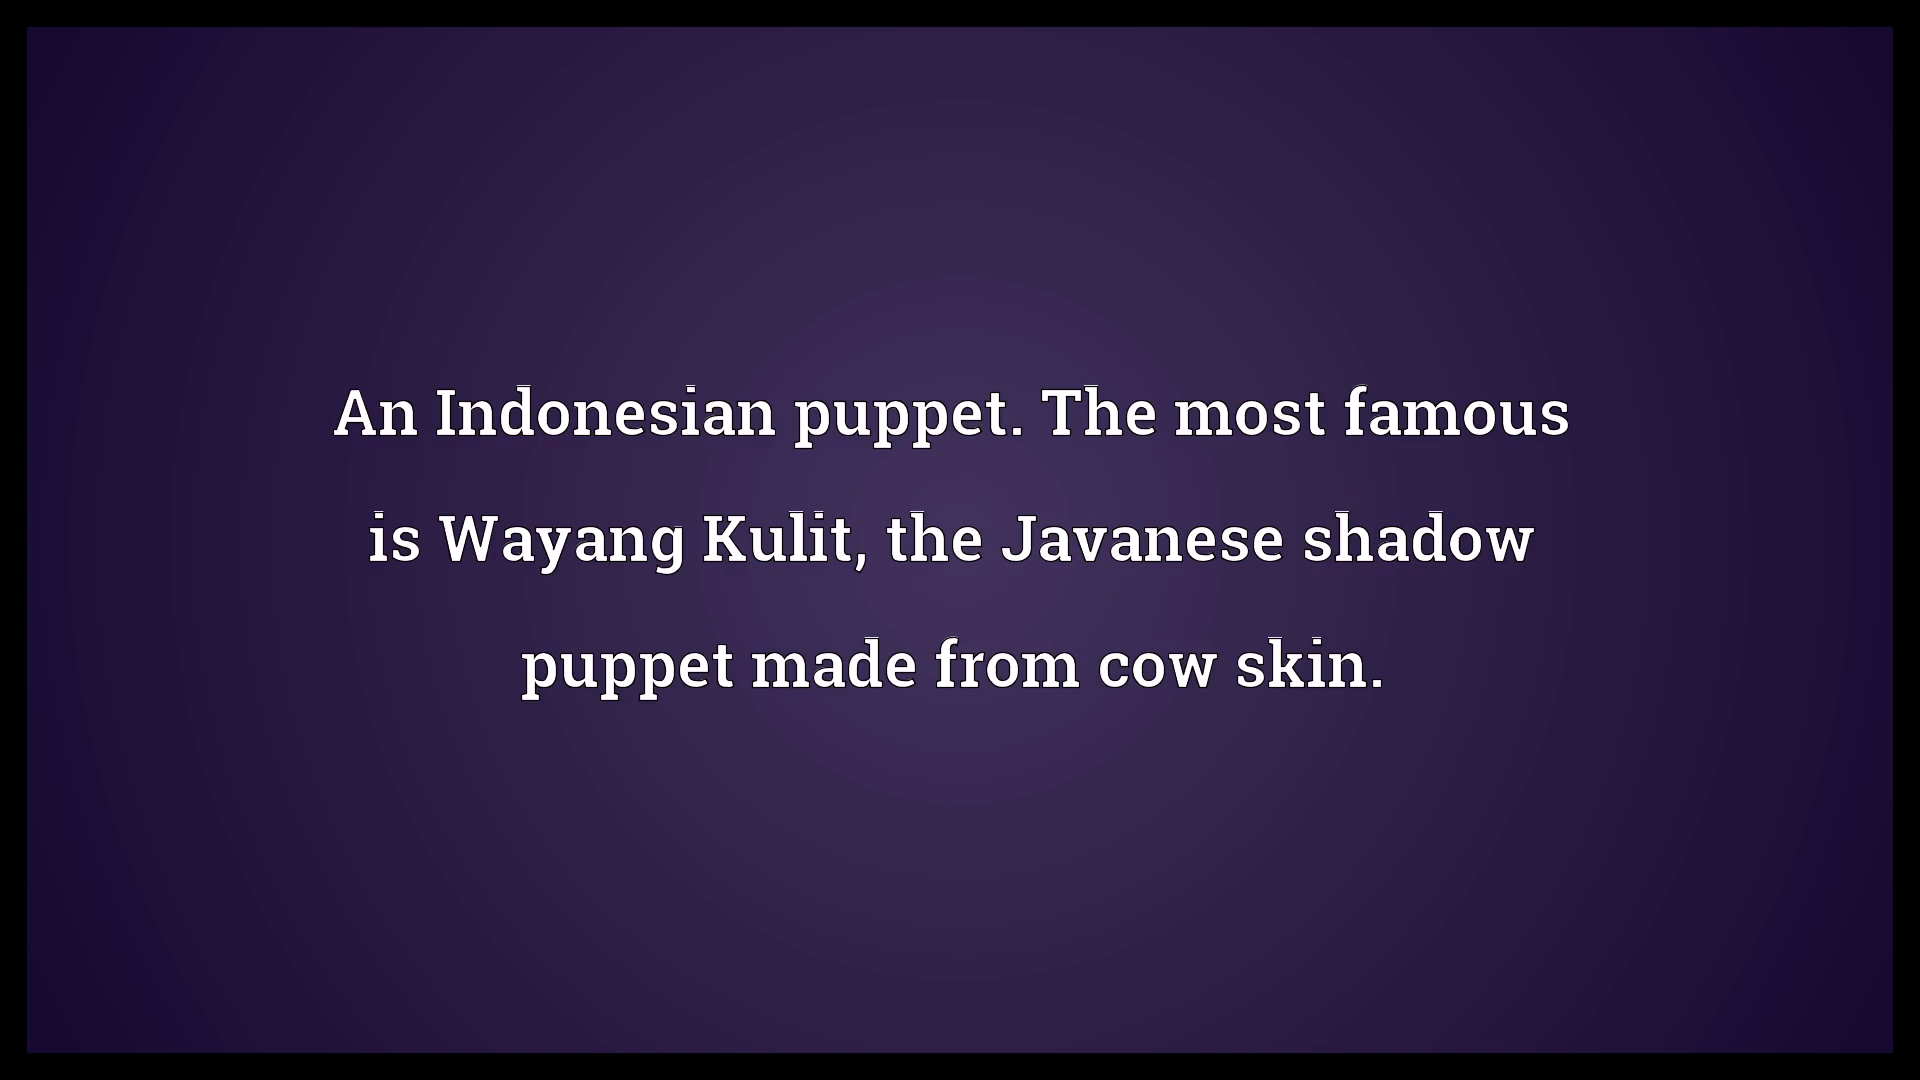 An Indonesian puppet. The most famous
is Wayang Kulit, the Javanese shadow
puppet made from cow skin.